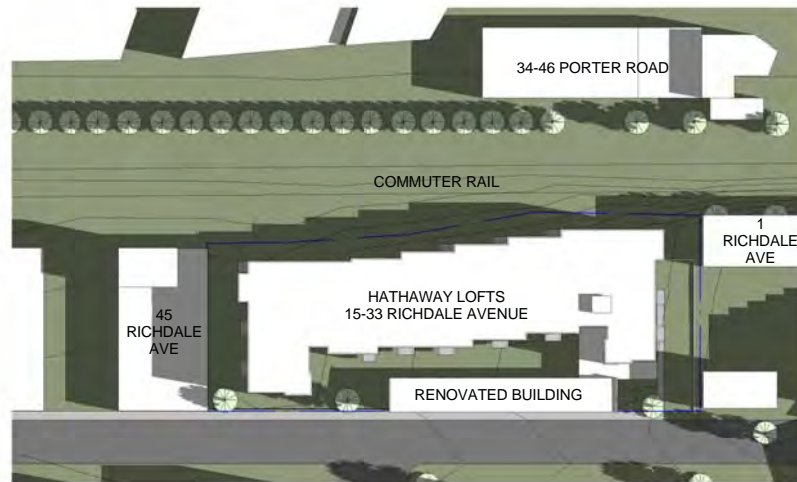 34-46 PORTER ROAD
COMMUTER RAIL
1
RICHDALE
AVE
HATHAWAY LOFTS
15-33 RICHDALE AVENUE
45
RICHDALE
AVE
RENOVATED BUILDING